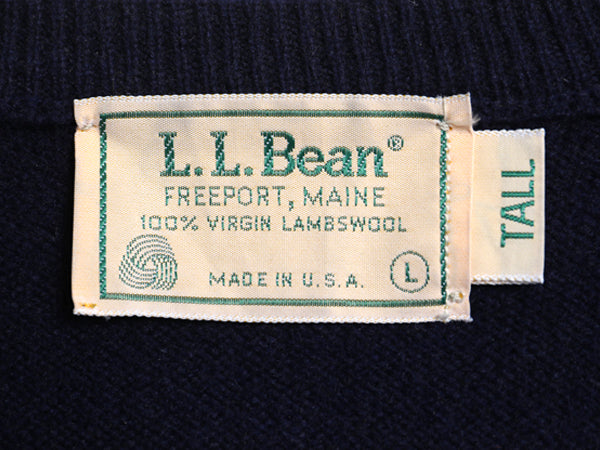 L.L.Bean®
FREEPORT, MAINE
100% VIRGIN LAMBSWOOL
MADE IN U.S.A.
L
TALL